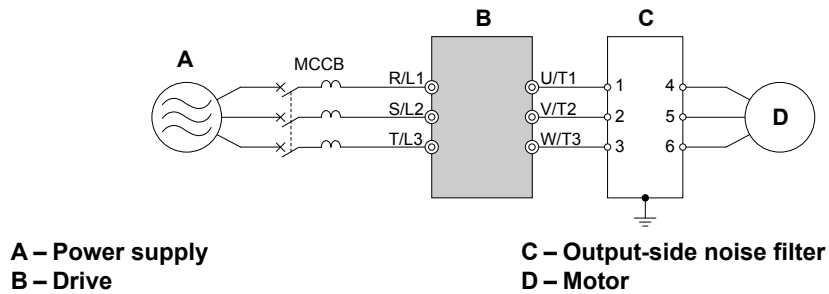 A
B
C
MCCB
R/L1
S/L2
T/L3
U/T1
V/T2
W/T3
1
2
3
4
5
6
D
A – Power supply
B – Drive
C – Output-side noise filter
D – Motor